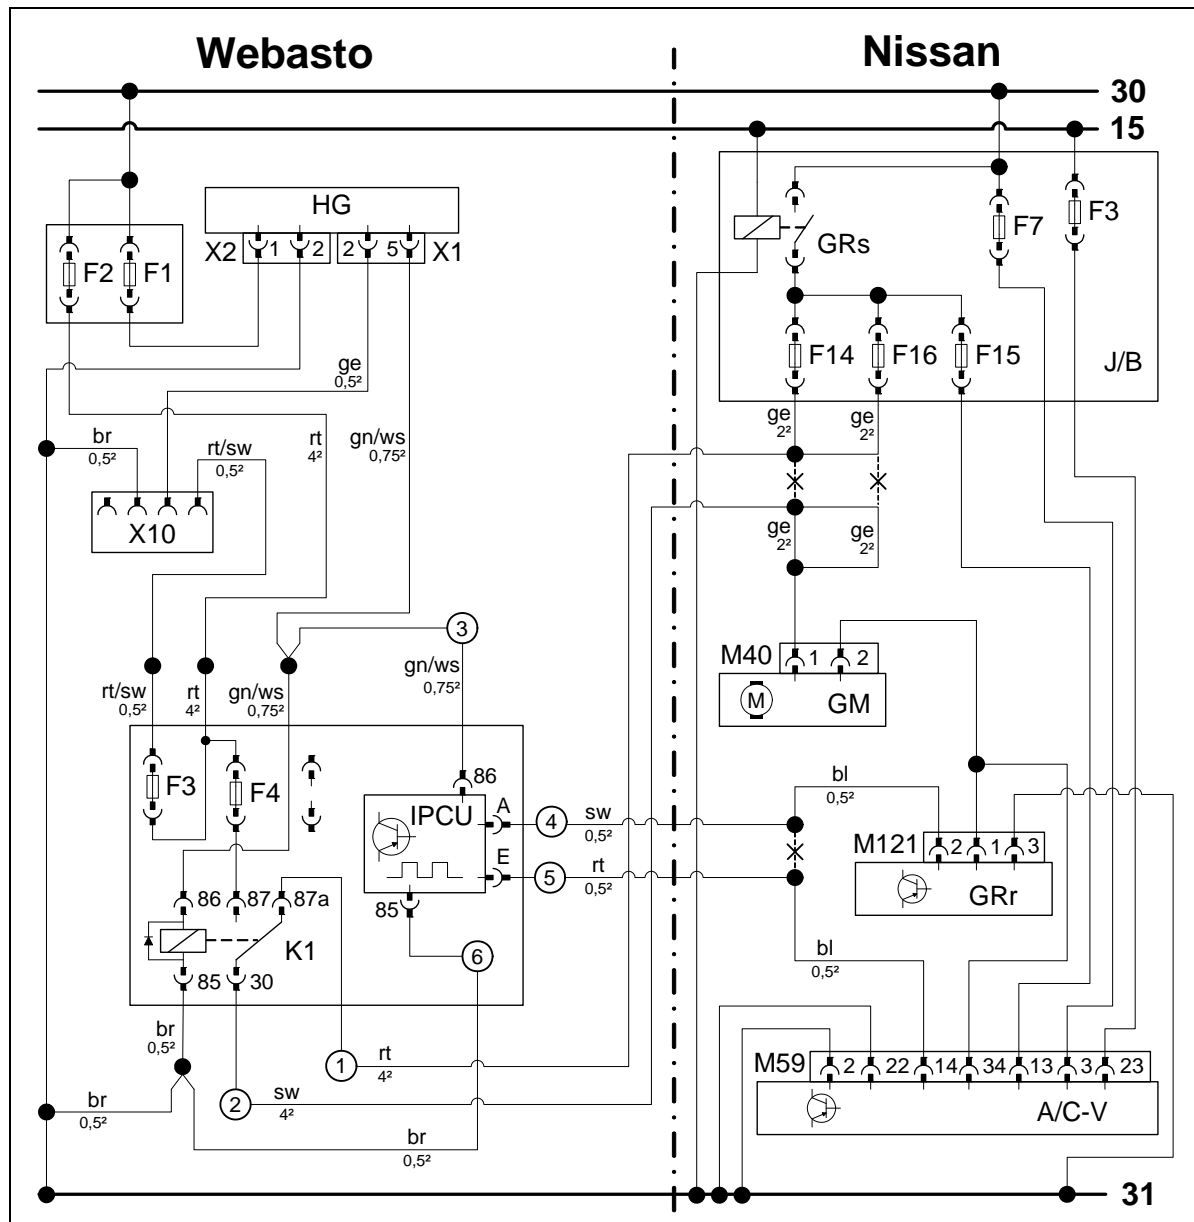 Webasto
Nissan
30
15
HG
X2 1 2 2 5 X1
F2 F1
GRs
F7
F3
F14 F16 F15
J/B
ge
0,5²
ge
2²
ge
2²
br
0,5²
rt/sw
0,5²
rt
4²
gn/ws
0,75²
X10
ge
2²
ge
2²
3
M40 1 2
M
GM
gn/ws
0,75²
rt/sw
0,5²
rt
4²
gn/ws
0,75²
F3
F4
86
IPCU
A
E
85
4
sw
0,5²
5
rt
0,5²
bl
0,5²
M121 2 1 3
GRr
86 87 87a
K1
85 30
6
bl
0,5²
br
0,5²
1
rt
4²
2
sw
4²
M59 2 22 14 34 13 3 23
A/C-V
br
0,5²
br
0,5²
31